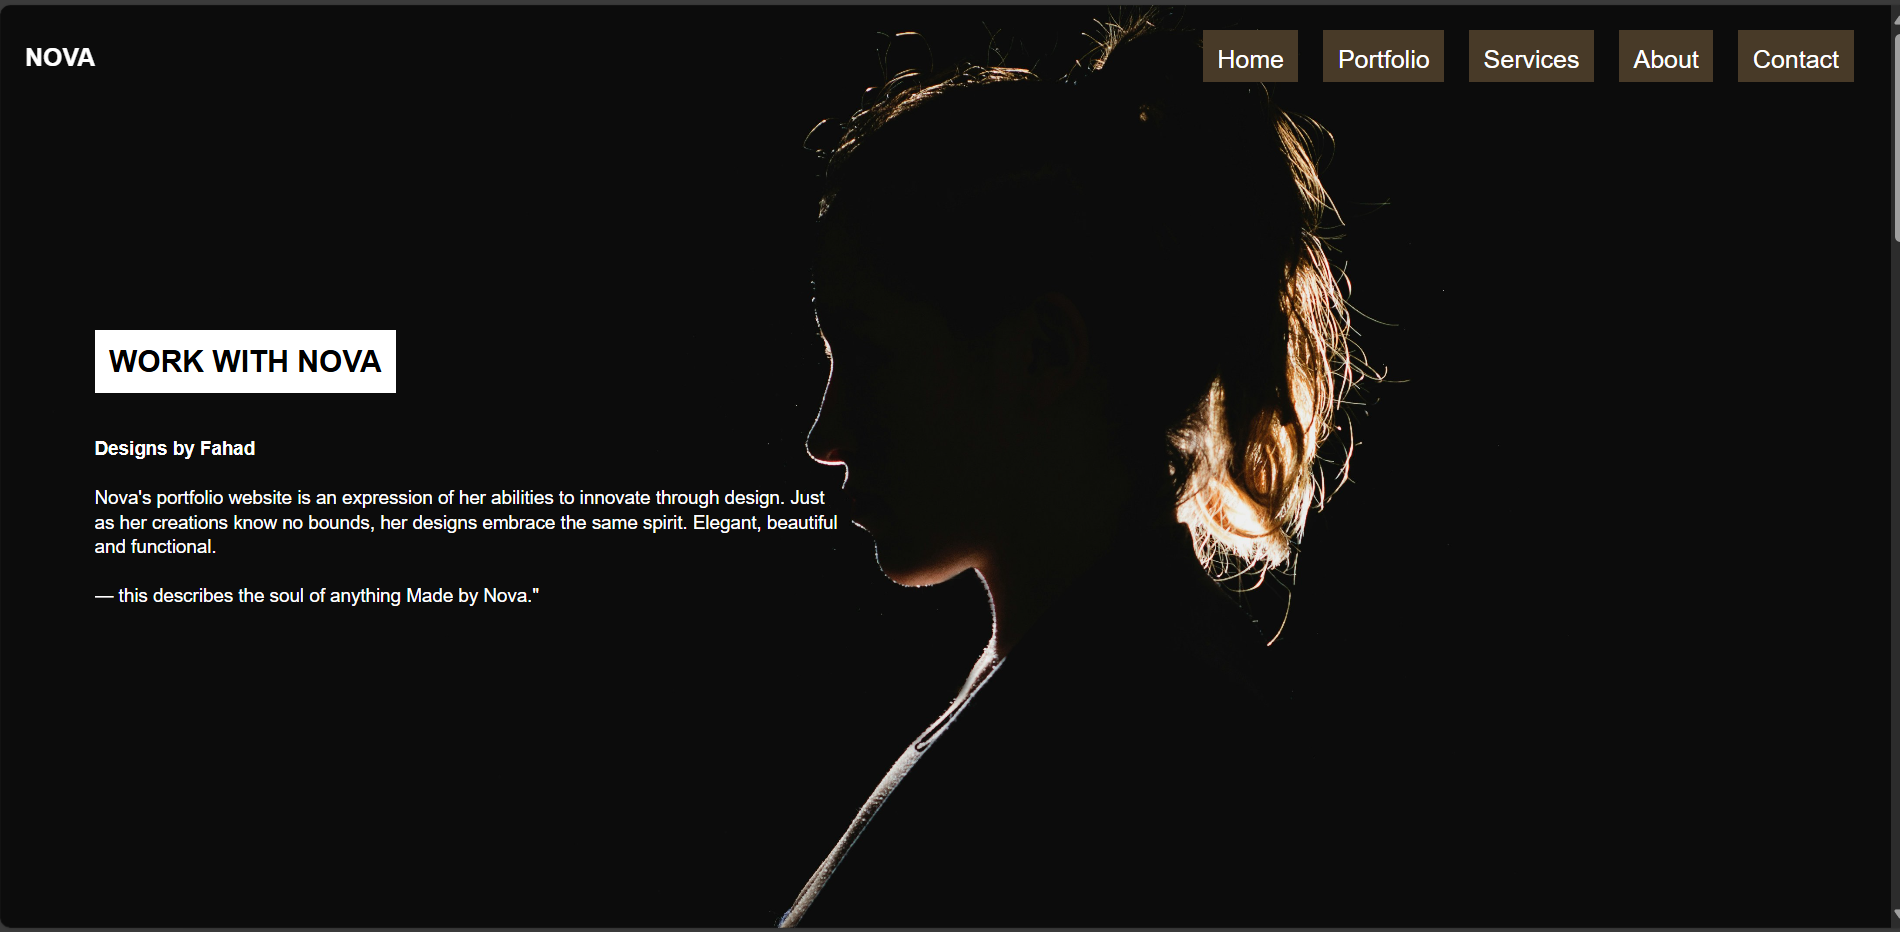 NOVA
Home Portfolio Services About Contact
WORK WITH NOVA
Designs by Fahad
Nova's portfolio website is an expression of her abilities to innovate through design. Just
as her creations know no bounds, her designs embrace the same spirit. Elegant, beautiful
and functional.
— this describes the soul of anything Made by Nova."